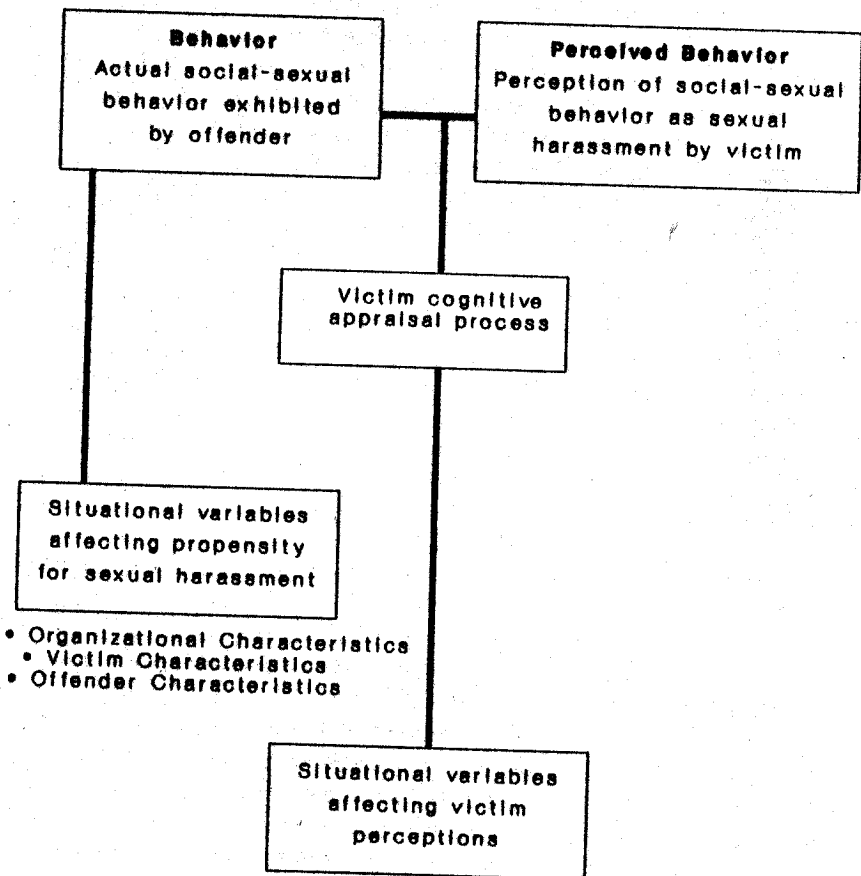 Behavior
Actual social-sexual
behavior exhibited
by offender
Perceived Behavior
Perception of social-sexual
behavior as sexual
harassment by victim
Victim cognitive
appraisal process
Situational variables
affecting propensity
for sexual harassment
• Organizational Characteristics
• Victim Characteristics
• Offender Characteristics
Situational variables
affecting victim
perceptions